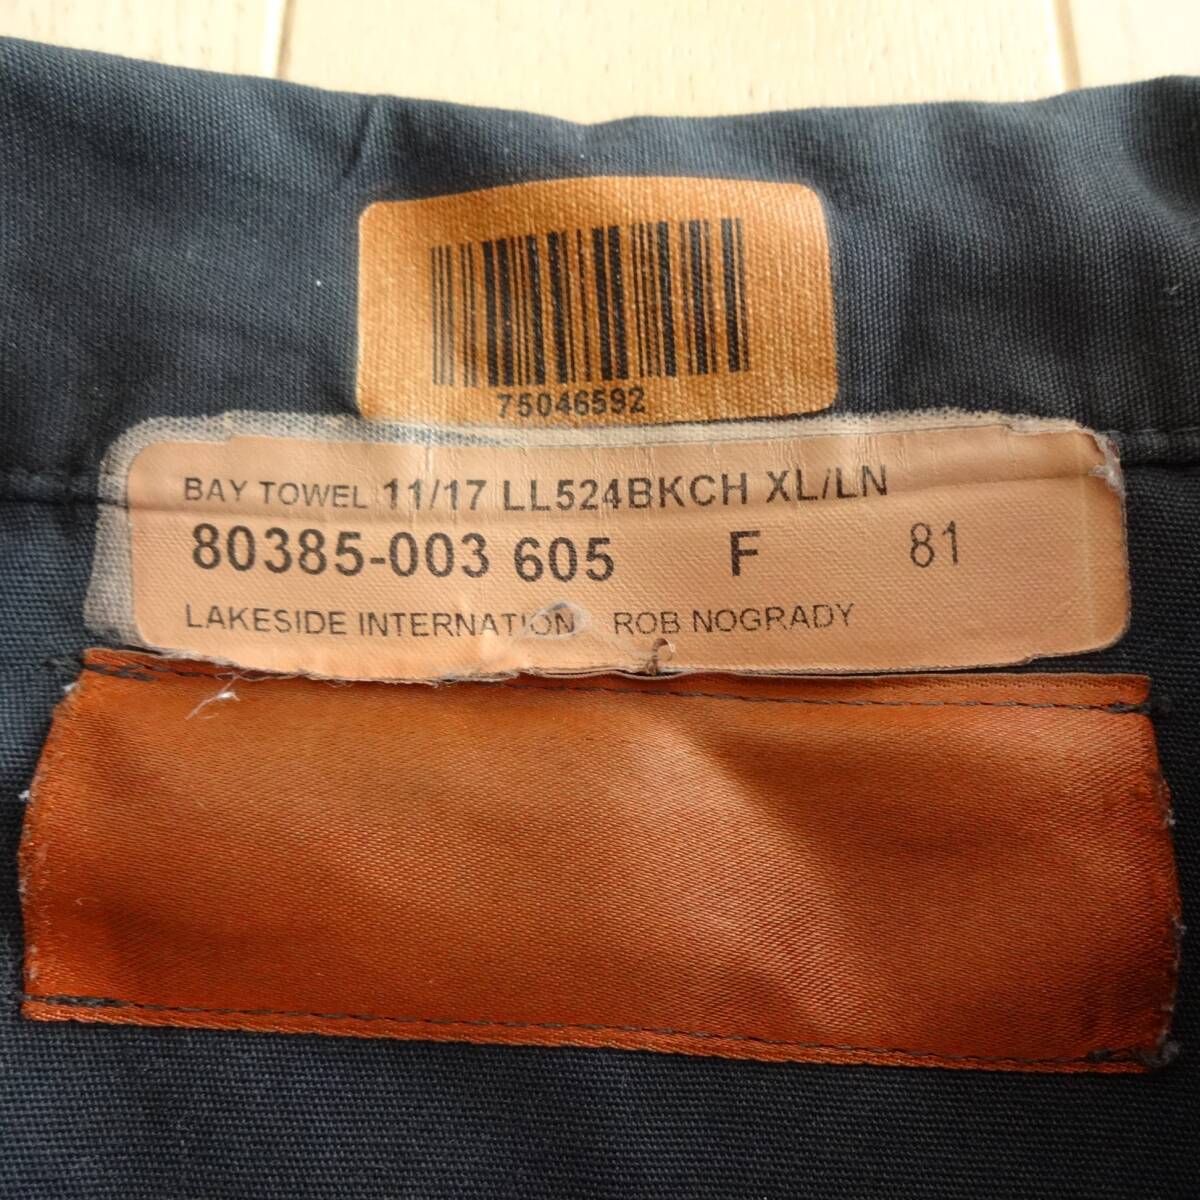 75046592
BAY TOWEL 11/17 LL524BKCH XL/LN
80385-003 605 F 81
LAKESIDE INTERNATION ROB NOGRADY